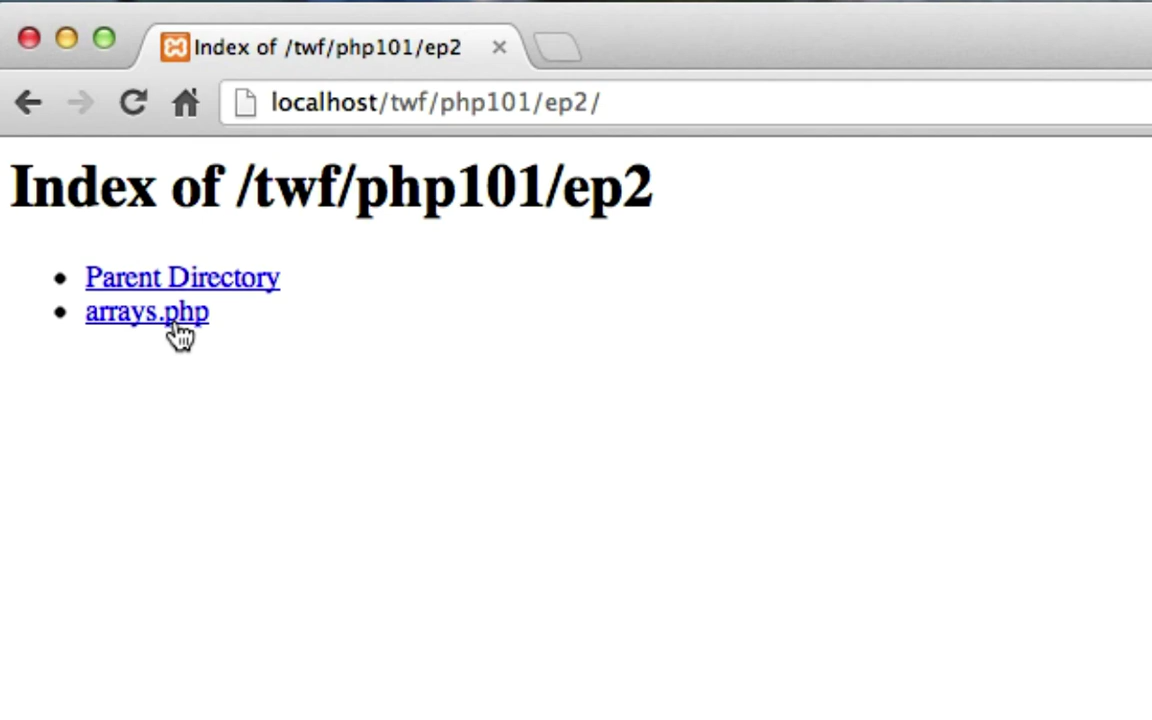 Index of /twf/php101/ep2
localhost/twf/php101/ep2/
Index of /twf/php101/ep2
Parent Directory
arrays.php